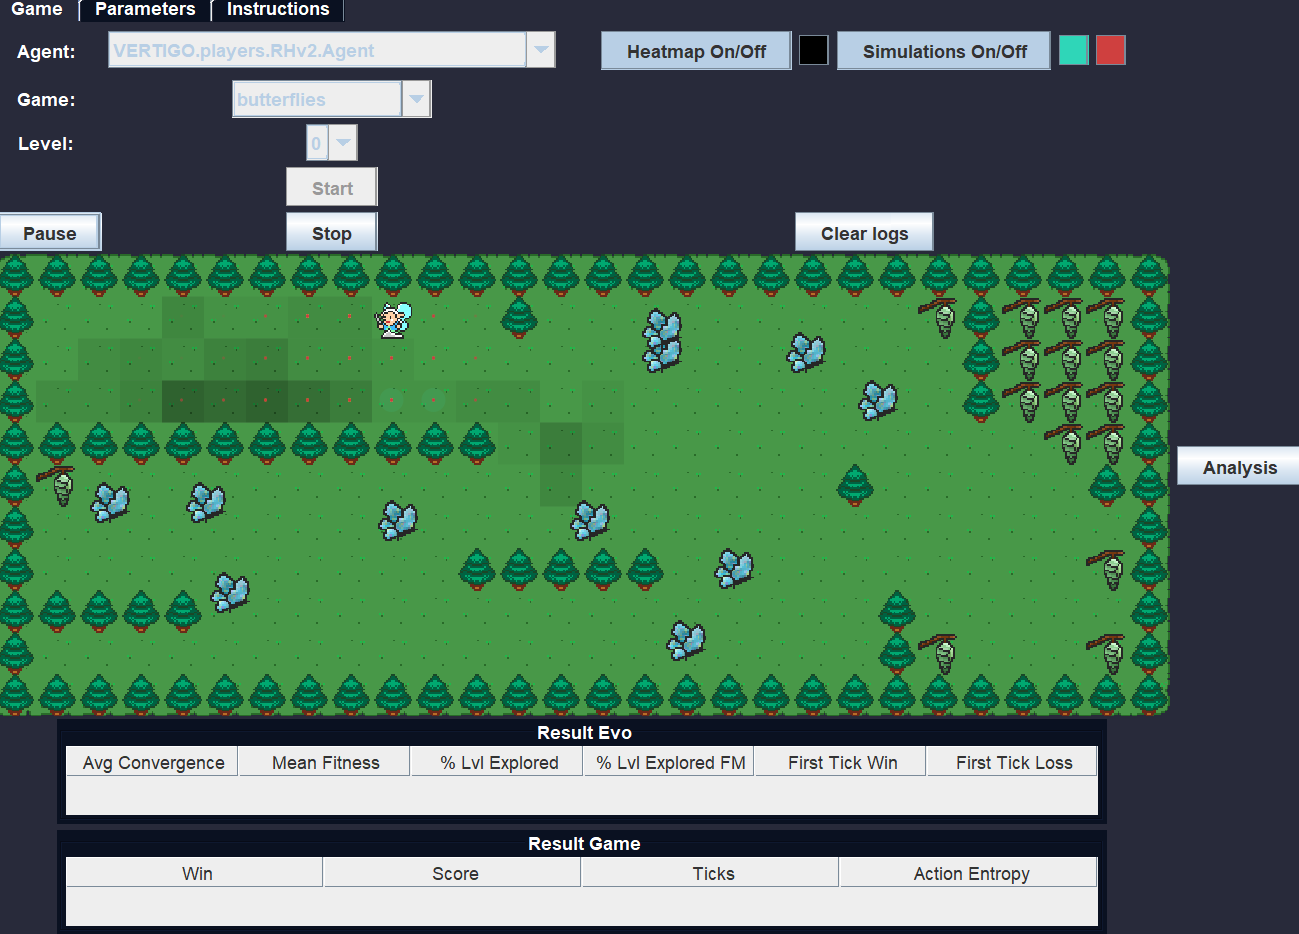 Game Parameters Instructions
Agent: VERTIGO.players.RHv2.Agent Heatmap On/Off Simulations On/Off
Game: butterflies
Level: 0
Start
Pause Stop Clear logs
Analysis
Result Evo
Avg Convergence Mean Fitness % Lvl Explored % Lvl Explored FM First Tick Win First Tick Loss
Result Game
Win Score Ticks Action Entropy